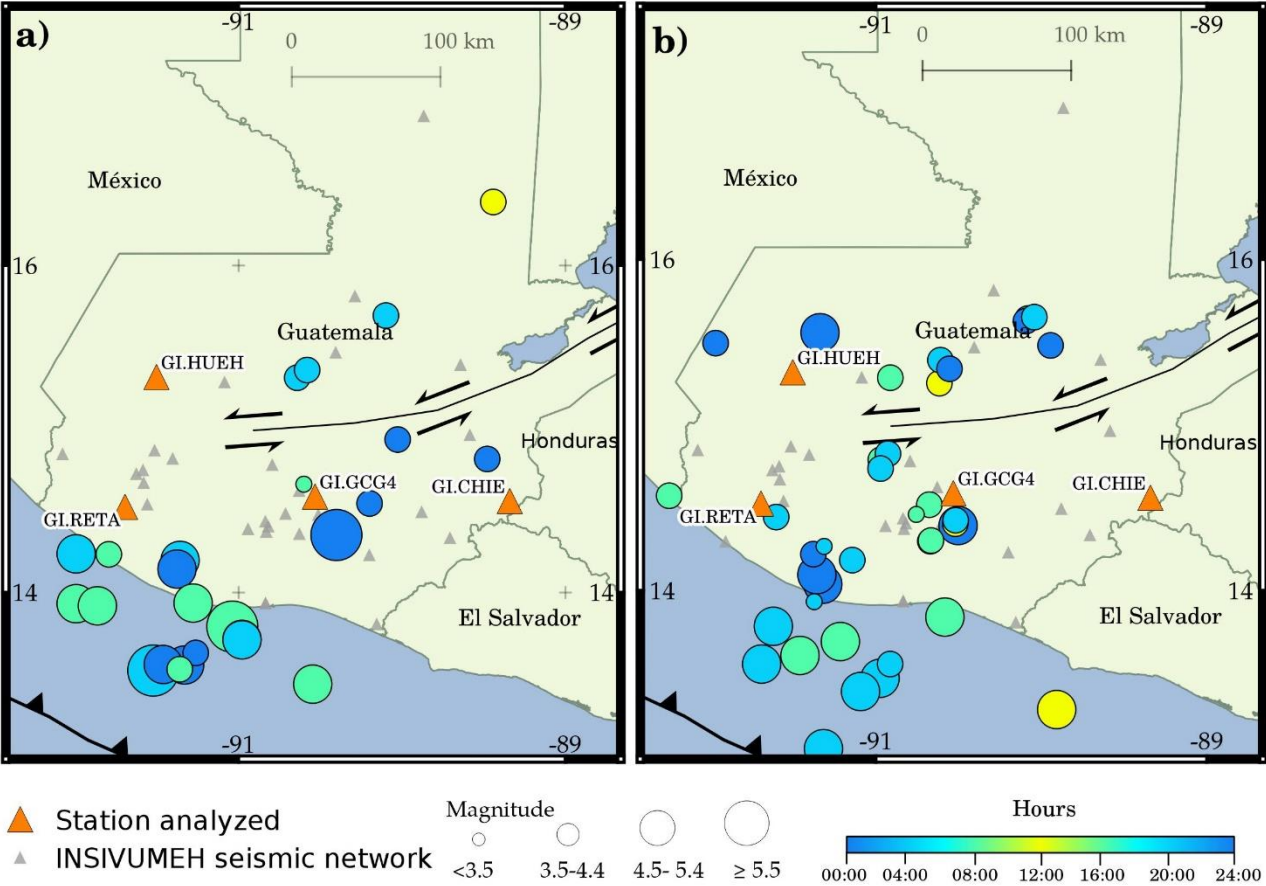 a)
-91
-89
0
100 km
México
16
16
Guatemala
GI.HUEH
Honduras
GI.GCG4
GI.CHIE
GI.RETA
14
14
El Salvador
-91
-89
b)
-91
-89
0
100 km
México
16
16
Guatemala
GI.HUEH
Honduras
GI.GCG4
GI.CHIE
GI.RETA
14
14
El Salvador
-91
-89
Station analyzed
INSIVUMEH seismic network
Magnitude
<3.5
3.5-4.4
4.5- 5.4
≥ 5.5
Hours
00:00 04:00 08:00 12:00 16:00 20:00 24:00